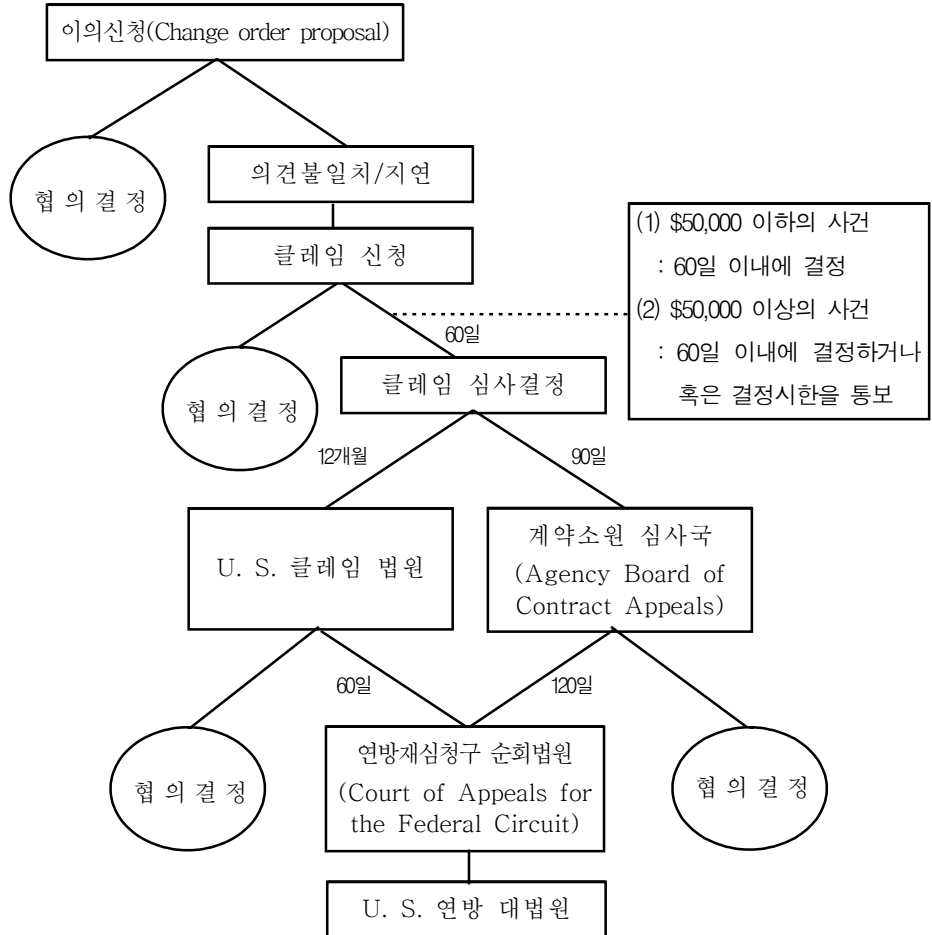 이의신청(Change order proposal)
협 의 결 정
의견불일치/지연
클레임 신청
(1) $50,000 이하의 사건
: 60일 이내에 결정
(2) $50,000 이상의 사건
: 60일 이내에 결정하거나
혹은 결정시한을 통보
60일
협 의 결 정
클레임 심사결정
12개월
90일
U. S. 클레임 법원
계약소원 심사국
(Agency Board of
Contract Appeals)
60일
120일
협 의 결 정
연방재심청구 순회법원
(Court of Appeals for
the Federal Circuit)
협 의 결 정
U. S. 연방 대법원